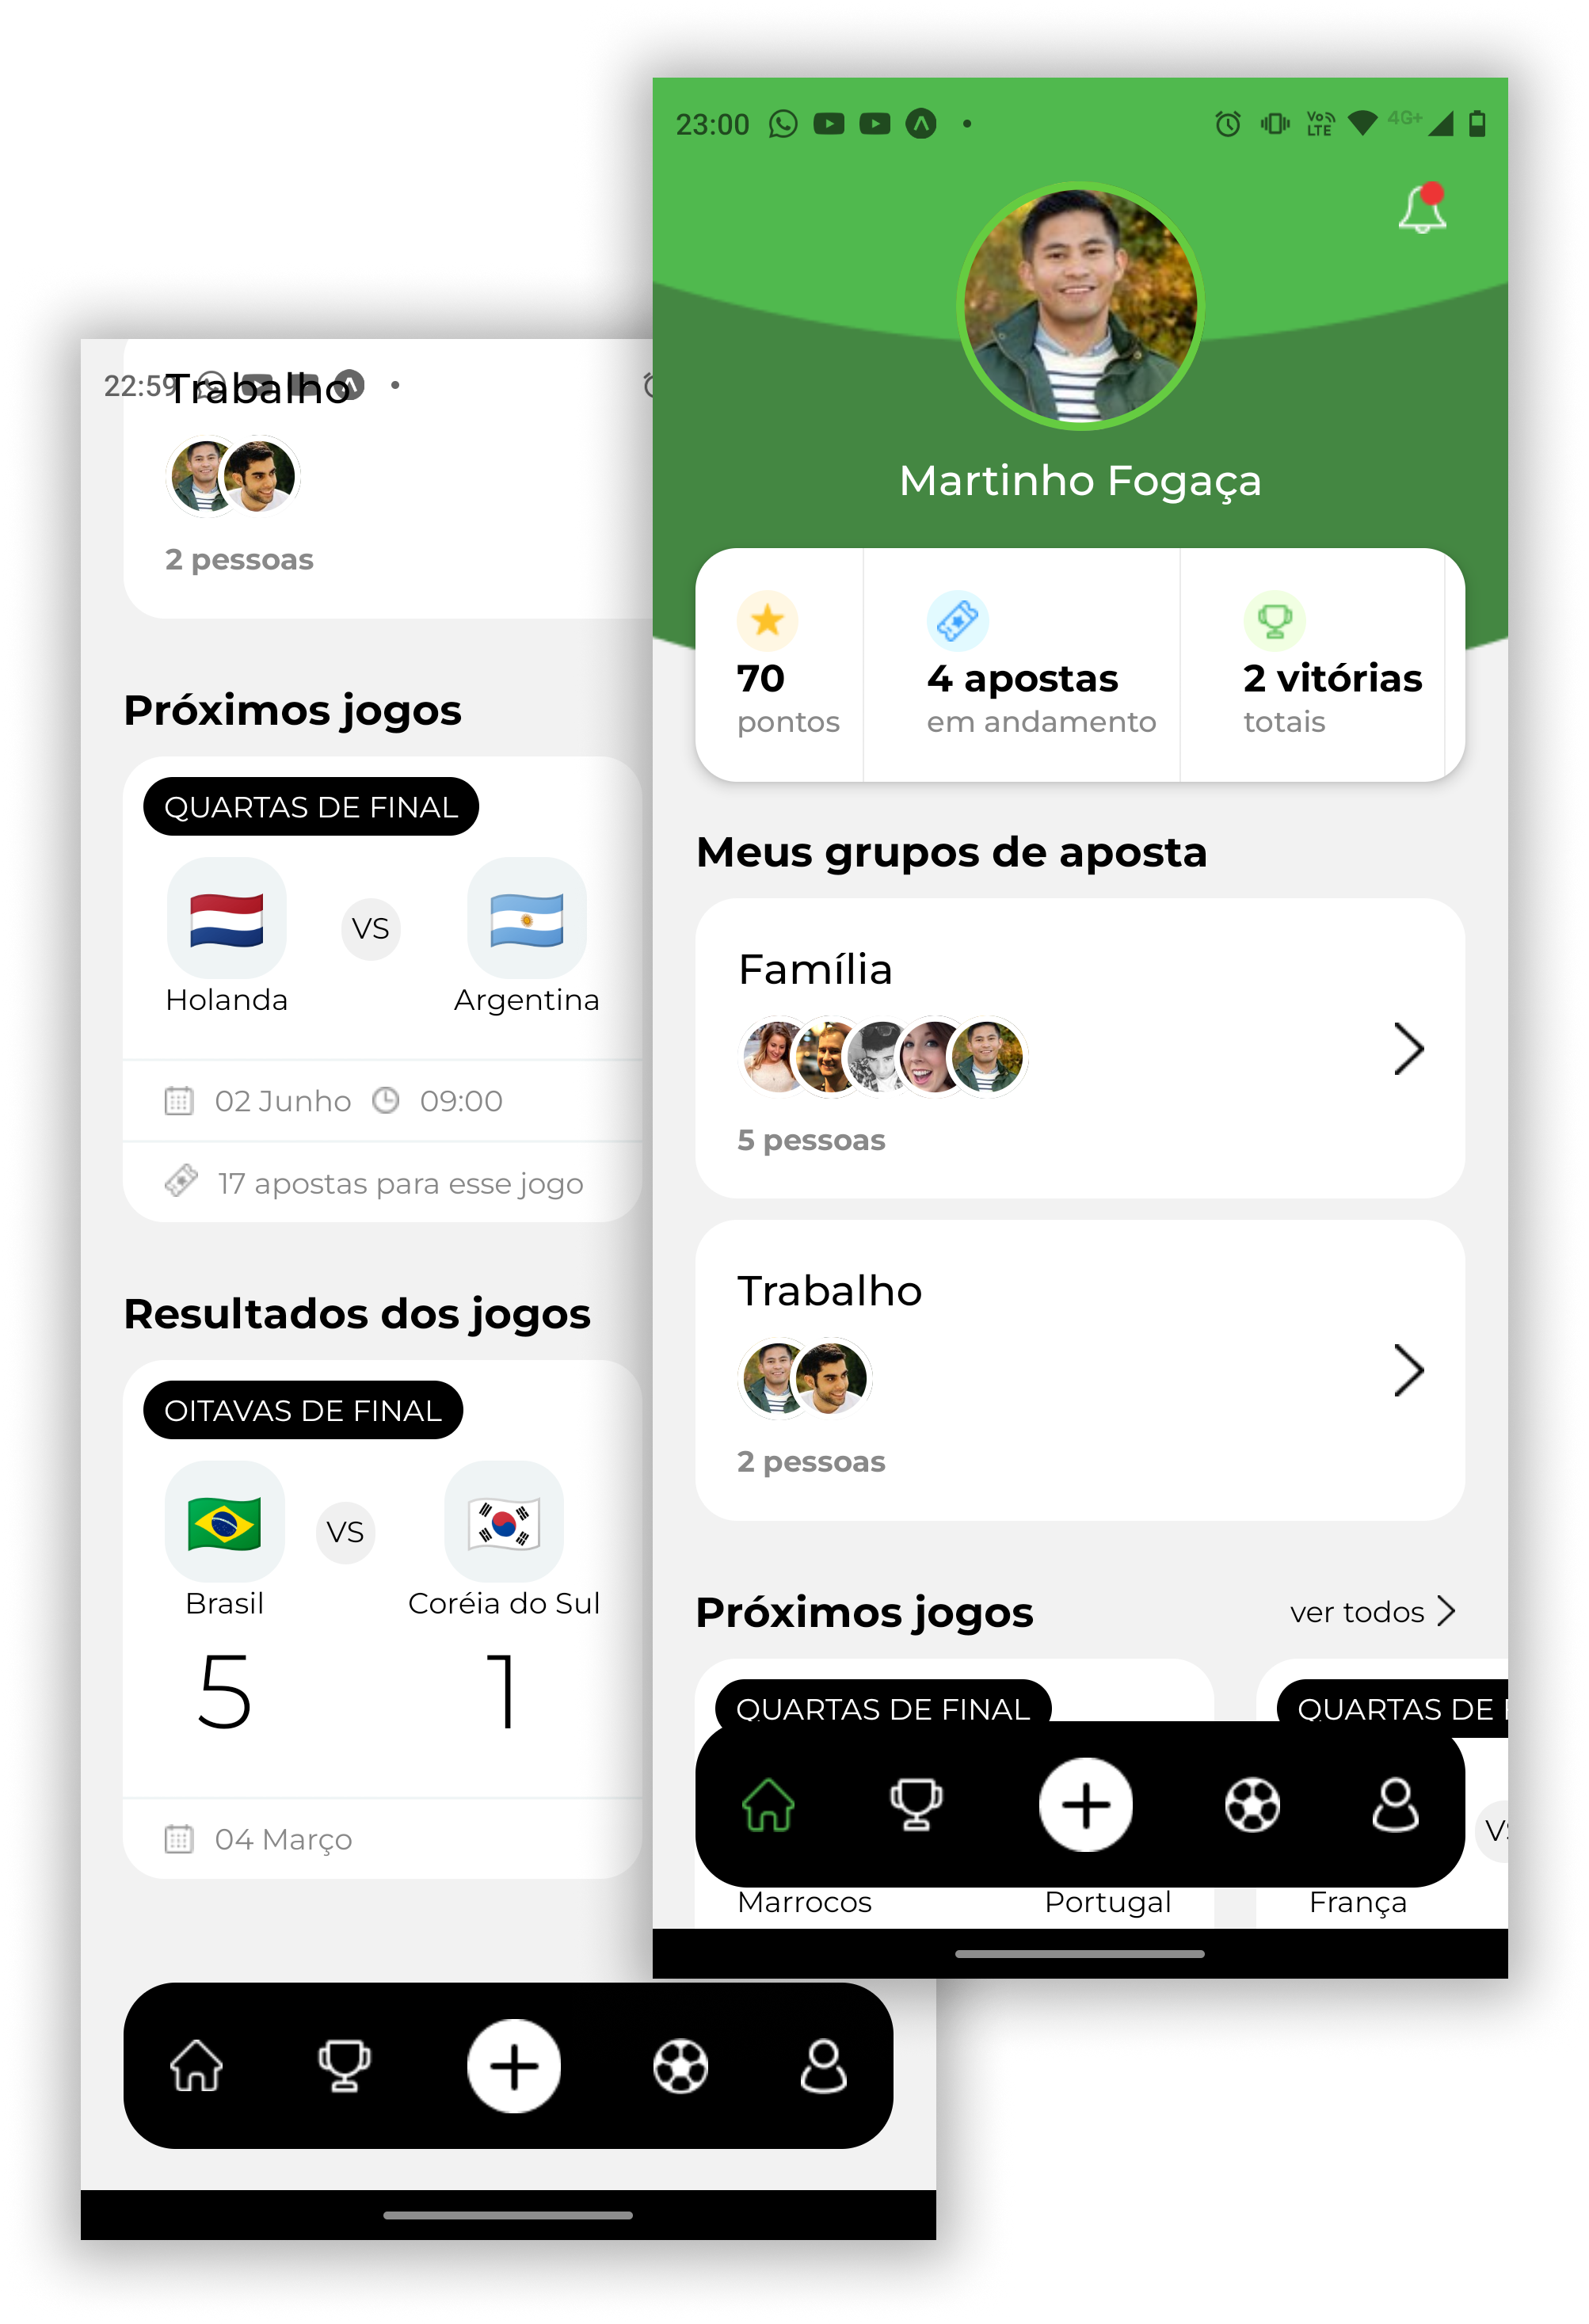 22:59
Trabalho
2 pessoas
Próximos jogos
QUARTAS DE FINAL
VS
Holanda
Argentina
02 Junho
09:00
17 apostas para esse jogo
Resultados dos jogos
OITAVAS DE FINAL
VS
Brasil
Coréia do Sul
5
1
04 Março
23:00
Vo LTE
4G+
Martinho Fogaça
70
pontos
4 apostas
em andamento
2 vitórias
totais
Meus grupos de aposta
Família
5 pessoas
Trabalho
2 pessoas
Próximos jogos
ver todos
QUARTAS DE FINAL
QUARTAS DE
Marrocos
Portugal
França